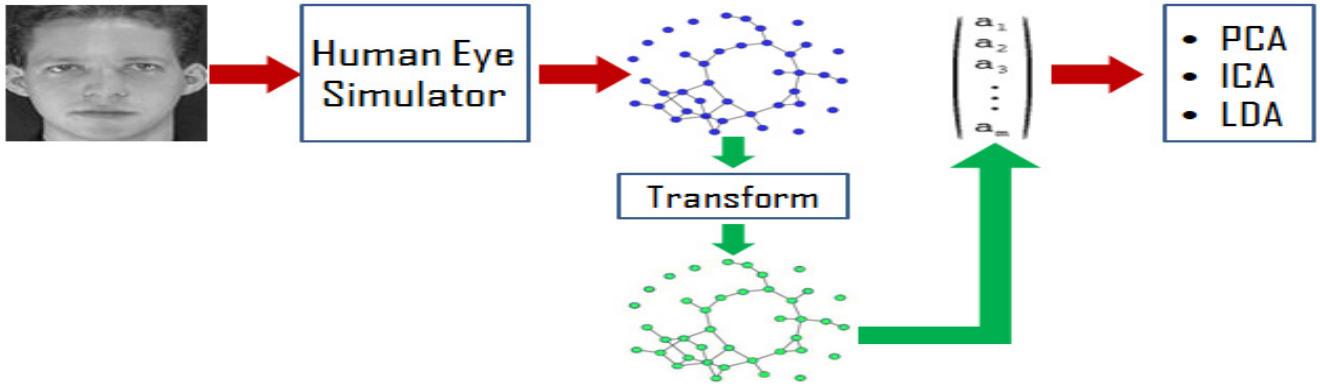 Human Eye
Simulator
Transform
a₁
a₂
a₃
⋮
aₘ
• PCA
• ICA
• LDA